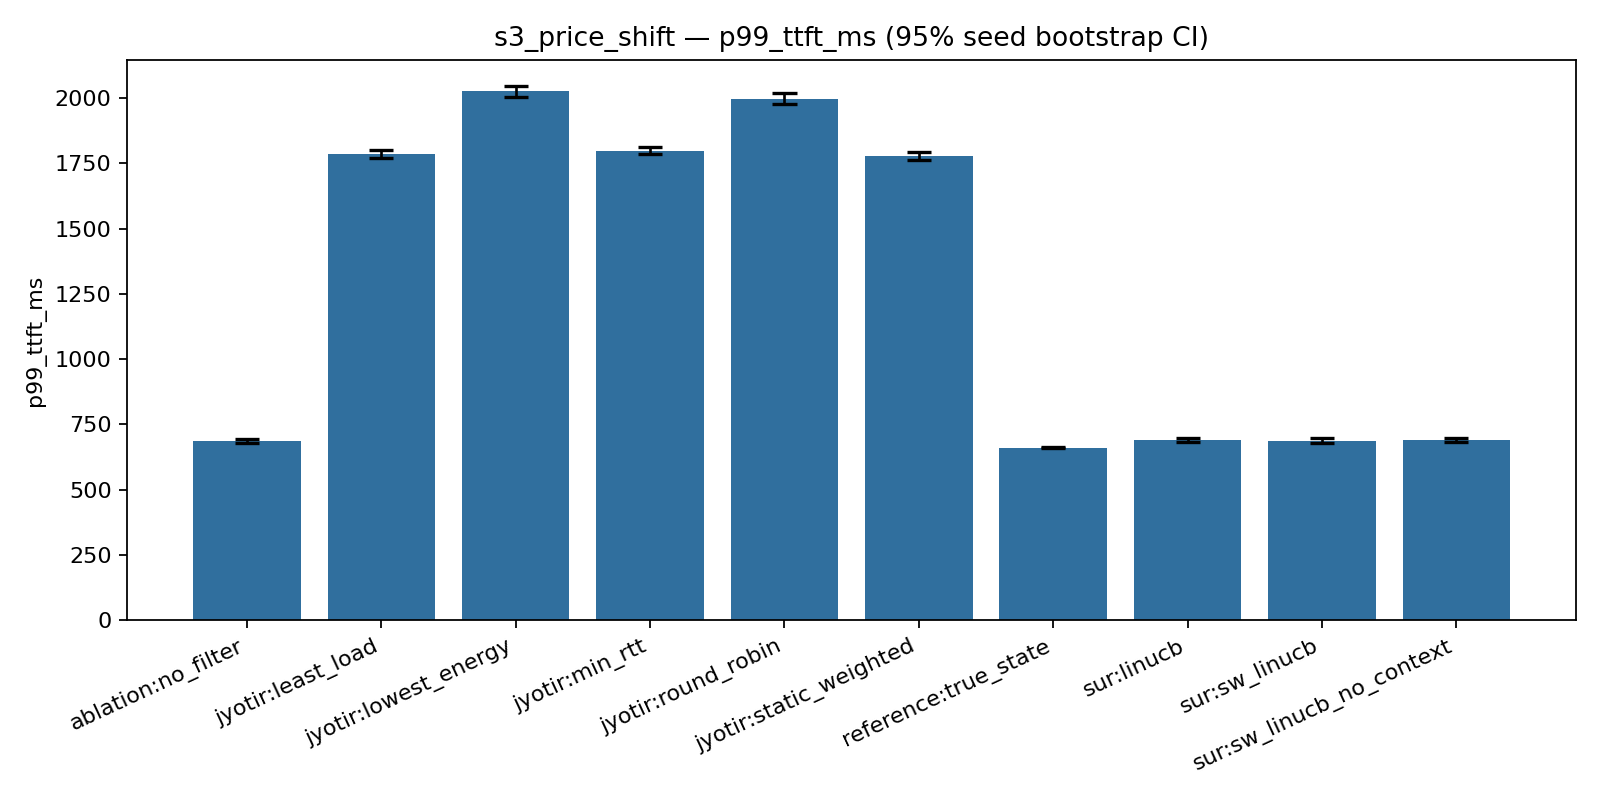 s3_price_shift — p99_ttft_ms (95% seed bootstrap CI)
p99_ttft_ms
2000
1750
1500
1250
1000
750
500
250
0
ablation:no_filter
jyotir:least_load
jyotir:lowest_energy
jyotir:min_rtt
jyotir:round_robin
jyotir:static_weighted
reference:true_state
sur:linucb
sur:sw_linucb
sur:sw_linucb_no_context